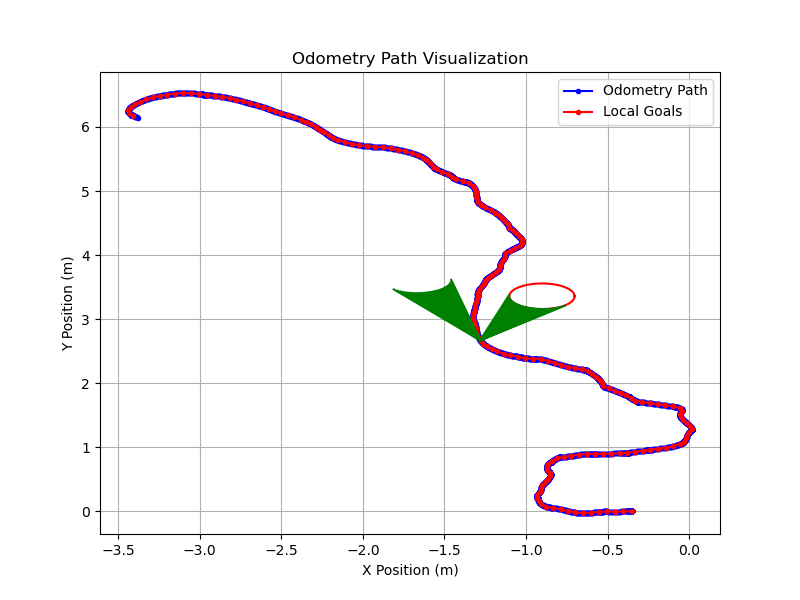 Odometry Path Visualization
Odometry Path
Local Goals
Y Position (m)
6
5
4
3
2
1
0
−3.5 −3.0 −2.5 −2.0 −1.5 −1.0 −0.5 0.0
X Position (m)